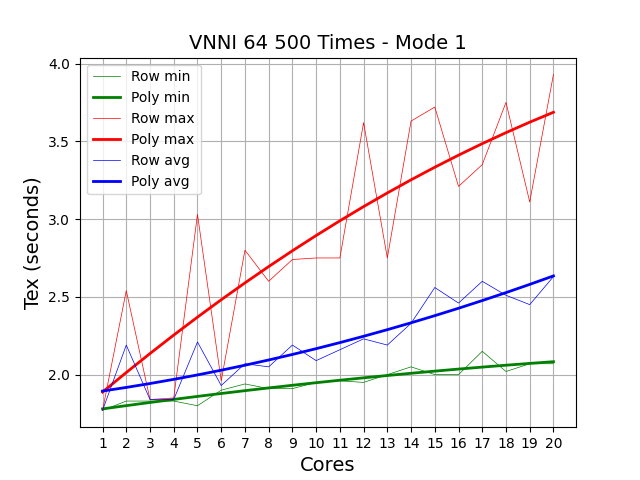 VNNI 64 500 Times - Mode 1
4.0
3.5
3.0
2.5
2.0
Tex (seconds)
Row min
Poly min
Row max
Poly max
Row avg
Poly avg
1 2 3 4 5 6 7 8 9 10 11 12 13 14 15 16 17 18 19 20
Cores